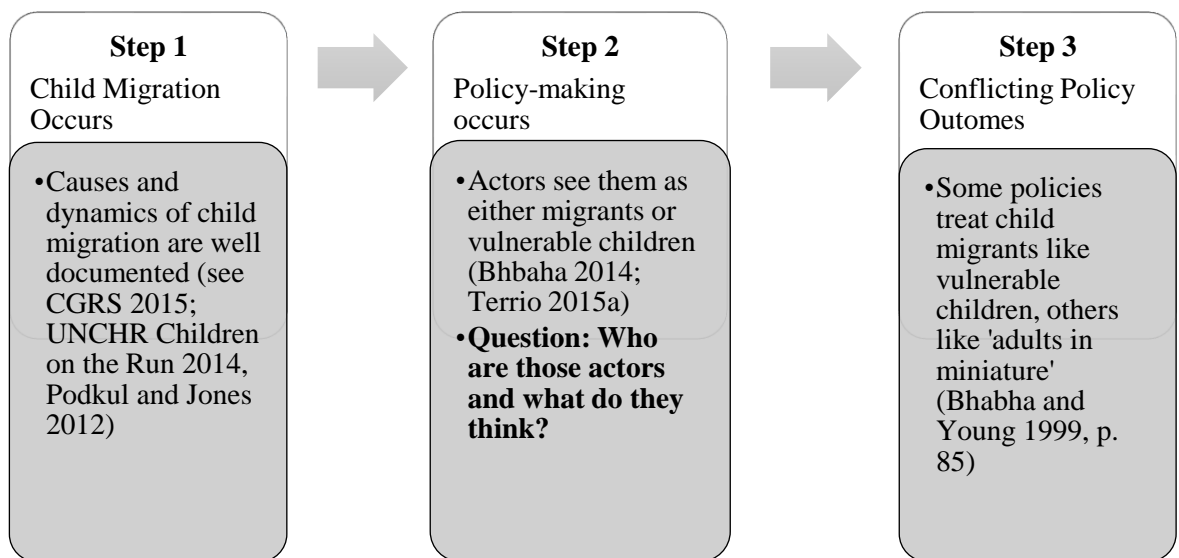 Step 1
Child Migration
Occurs
•Causes and
dynamics of child
migration are well
documented (see
CGRS 2015;
UNCHR Children
on the Run 2014,
Podkul and Jones
2012)
Step 2
Policy-making
occurs
•Actors see them as
either migrants or
vulnerable children
(Bhbaha 2014;
Terrio 2015a)
•Question: Who
are those actors
and what do they
think?
Step 3
Conflicting Policy
Outcomes
•Some policies
treat child
migrants like
vulnerable
children, others
like 'adults in
miniature'
(Bhabha and
Young 1999, p.
85)